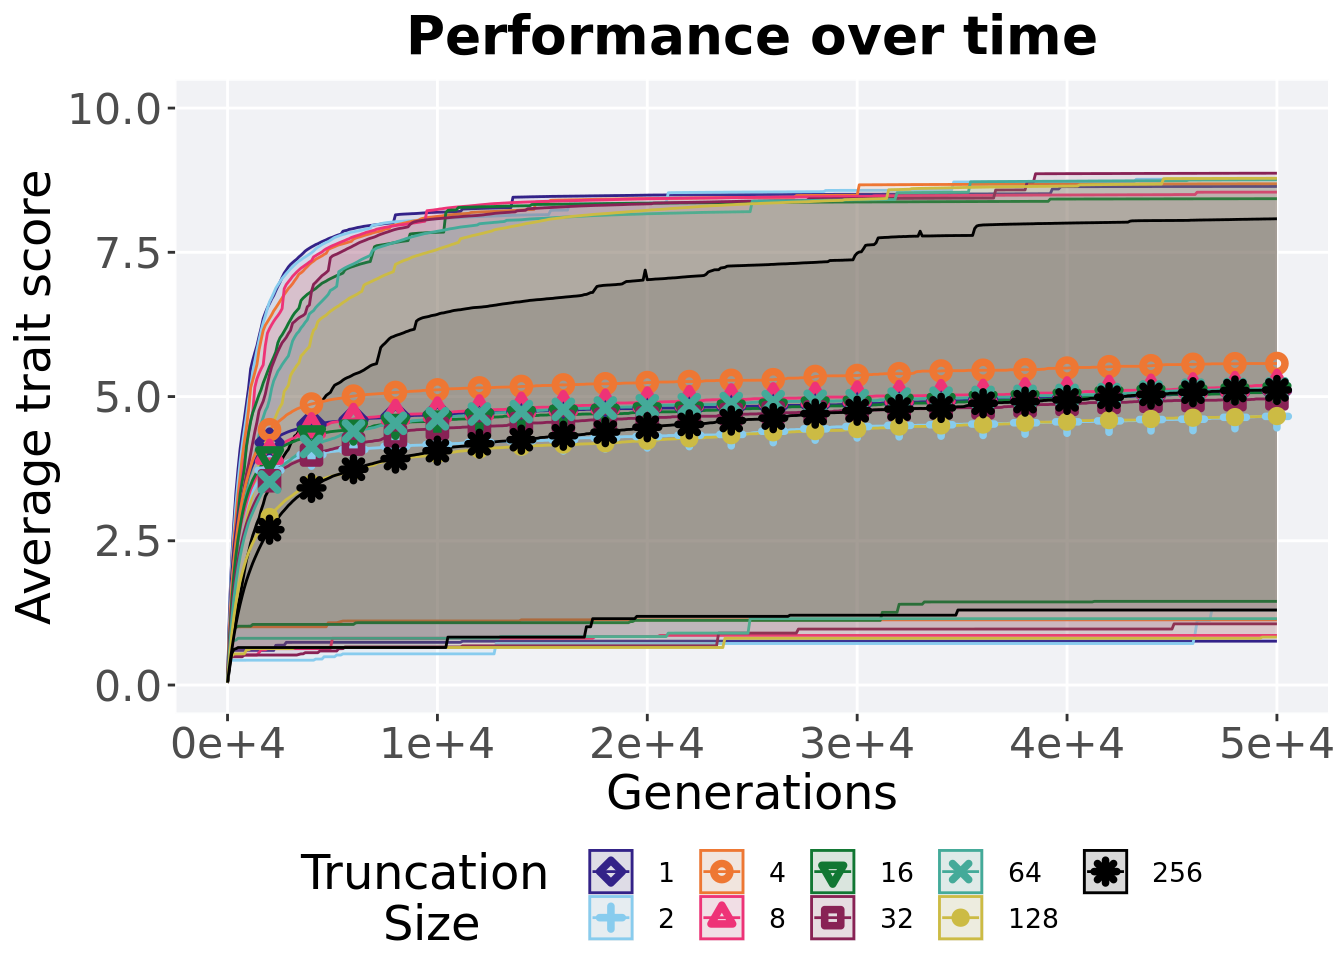 Performance over time
Average trait score
10.0
7.5
5.0
2.5
0.0
0e+4 1e+4 2e+4 3e+4 4e+4 5e+4
Generations
Truncation
Size
1 4 16 64 256
2 8 32 128